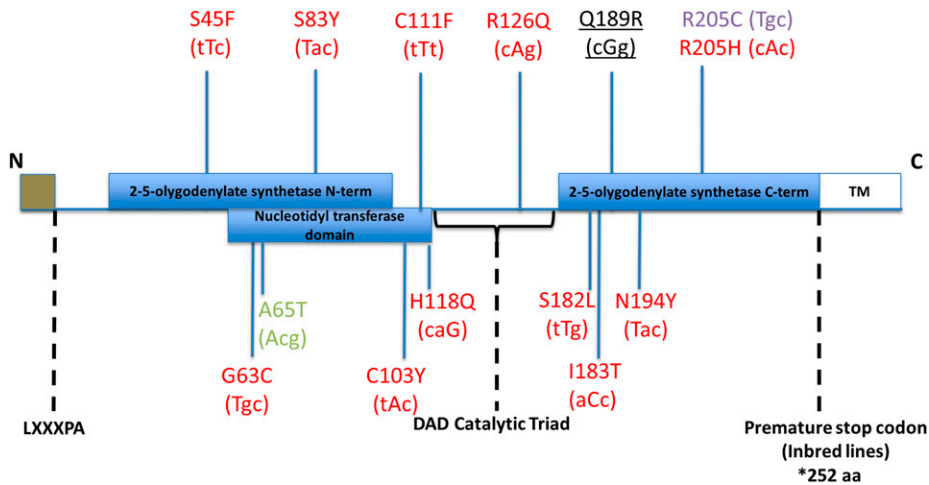 S45F
(tTc)
S83Y
(Tac)
C111F
(tTt)
R126Q
(cAg)
Q189R
(cGg)
R205C (Tgc)
R205H (cAc)
N
C
2-5-olygodenylate synthetase N-term
2-5-olygodenylate synthetase C-term
TM
Nucleotidyl transferase
domain
A65T
(Acg)
H118Q
(caG)
S182L
(tTg)
N194Y
(Tac)
G63C
(Tgc)
C103Y
(tAc)
I183T
(aCc)
LXXXPA
DAD Catalytic Triad
Premature stop codon
(Inbred lines)
*252 aa